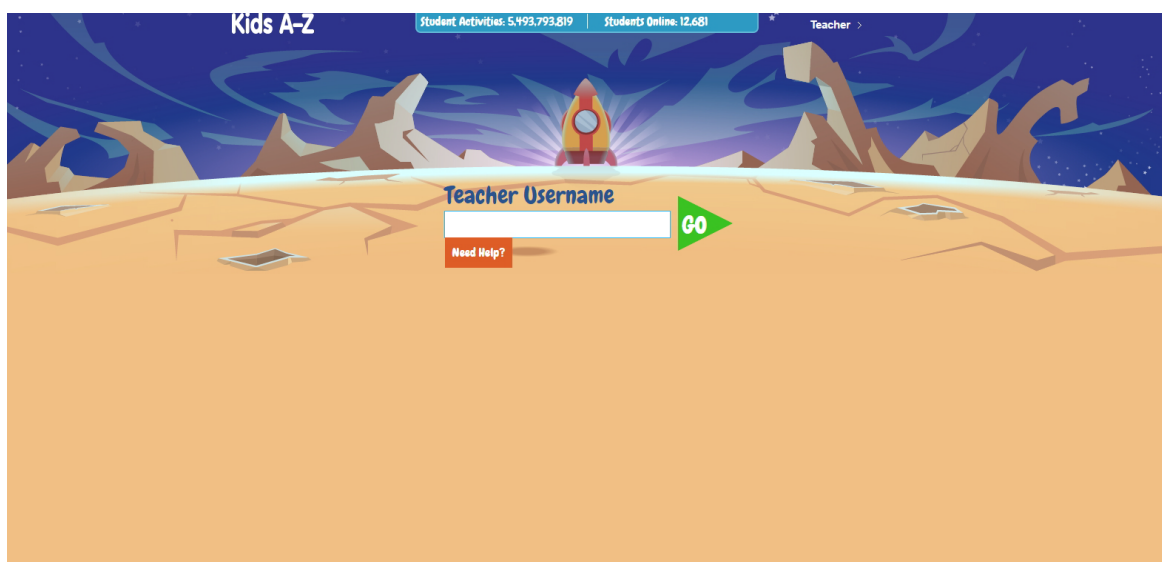 Kids A-Z
Student Activities: 5,493,793,819
Students Online: 12,681
Teacher >
Teacher Username
GO
Need Help?